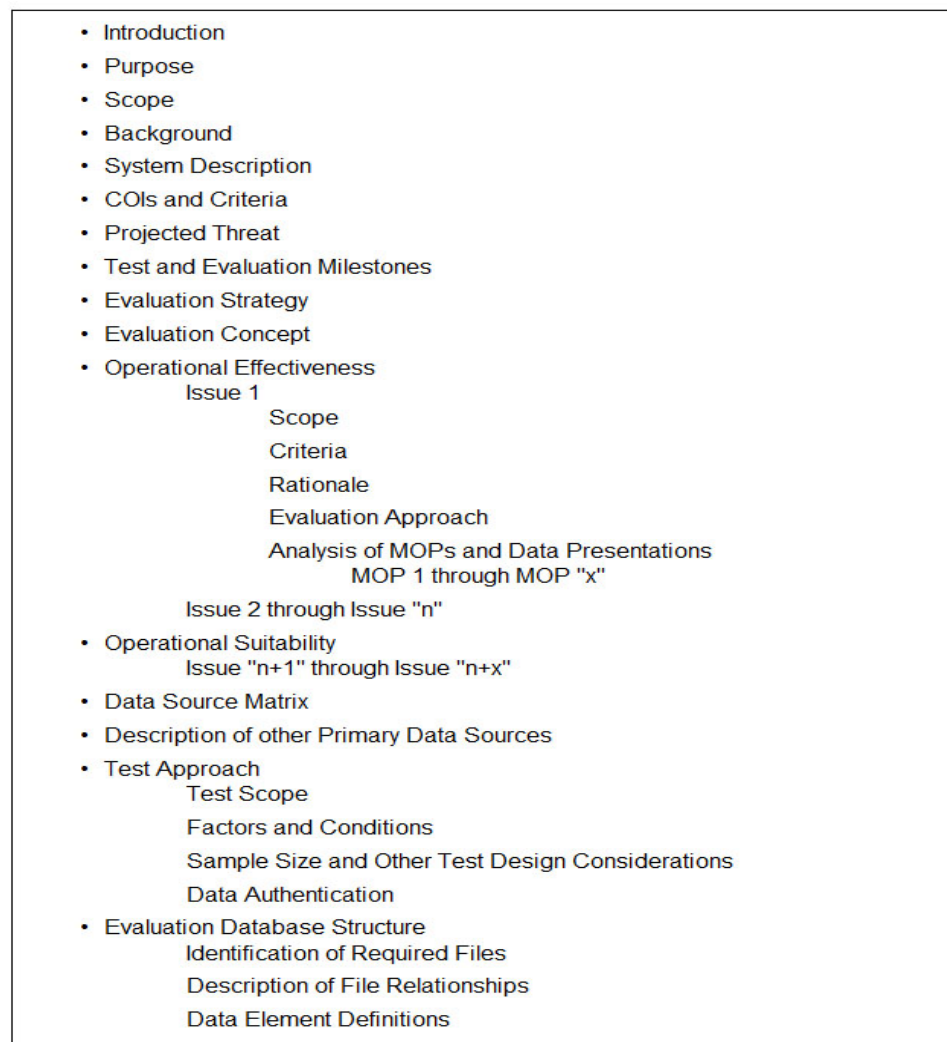 • Introduction
• Purpose
• Scope
• Background
• System Description
• COIs and Criteria
• Projected Threat
• Test and Evaluation Milestones
• Evaluation Strategy
• Evaluation Concept
• Operational Effectiveness
Issue 1
Scope
Criteria
Rationale
Evaluation Approach
Analysis of MOPs and Data Presentations
MOP 1 through MOP "x"
Issue 2 through Issue "n"
• Operational Suitability
Issue "n+1" through Issue "n+x"
• Data Source Matrix
• Description of other Primary Data Sources
• Test Approach
Test Scope
Factors and Conditions
Sample Size and Other Test Design Considerations
Data Authentication
• Evaluation Database Structure
Identification of Required Files
Description of File Relationships
Data Element Definitions